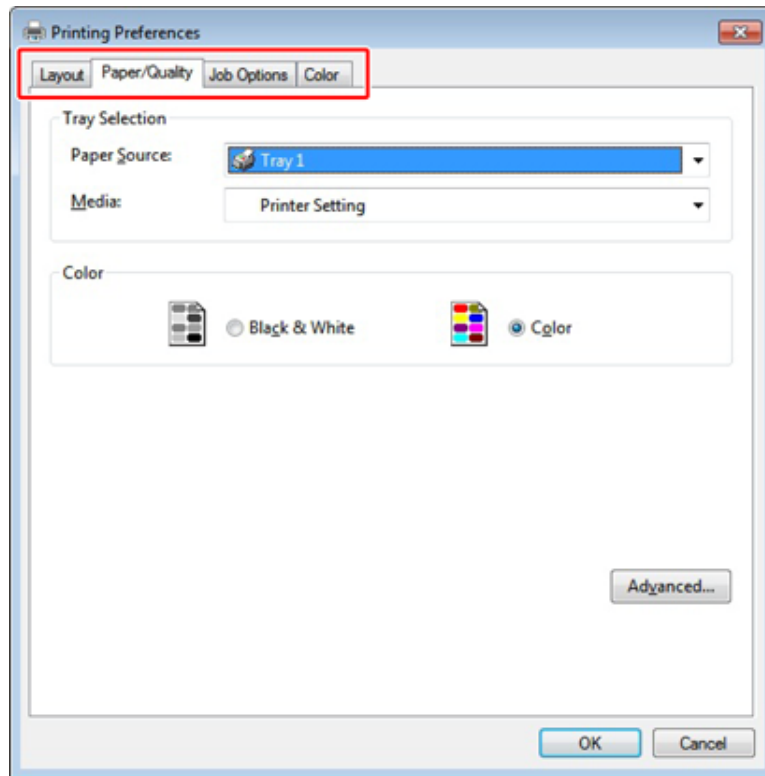 Printing Preferences
Layout Paper/Quality Job Options Color
Tray Selection
Paper Source: Tray 1
Media: Printer Setting
Color
Black & White Color
Advanced...
OK Cancel